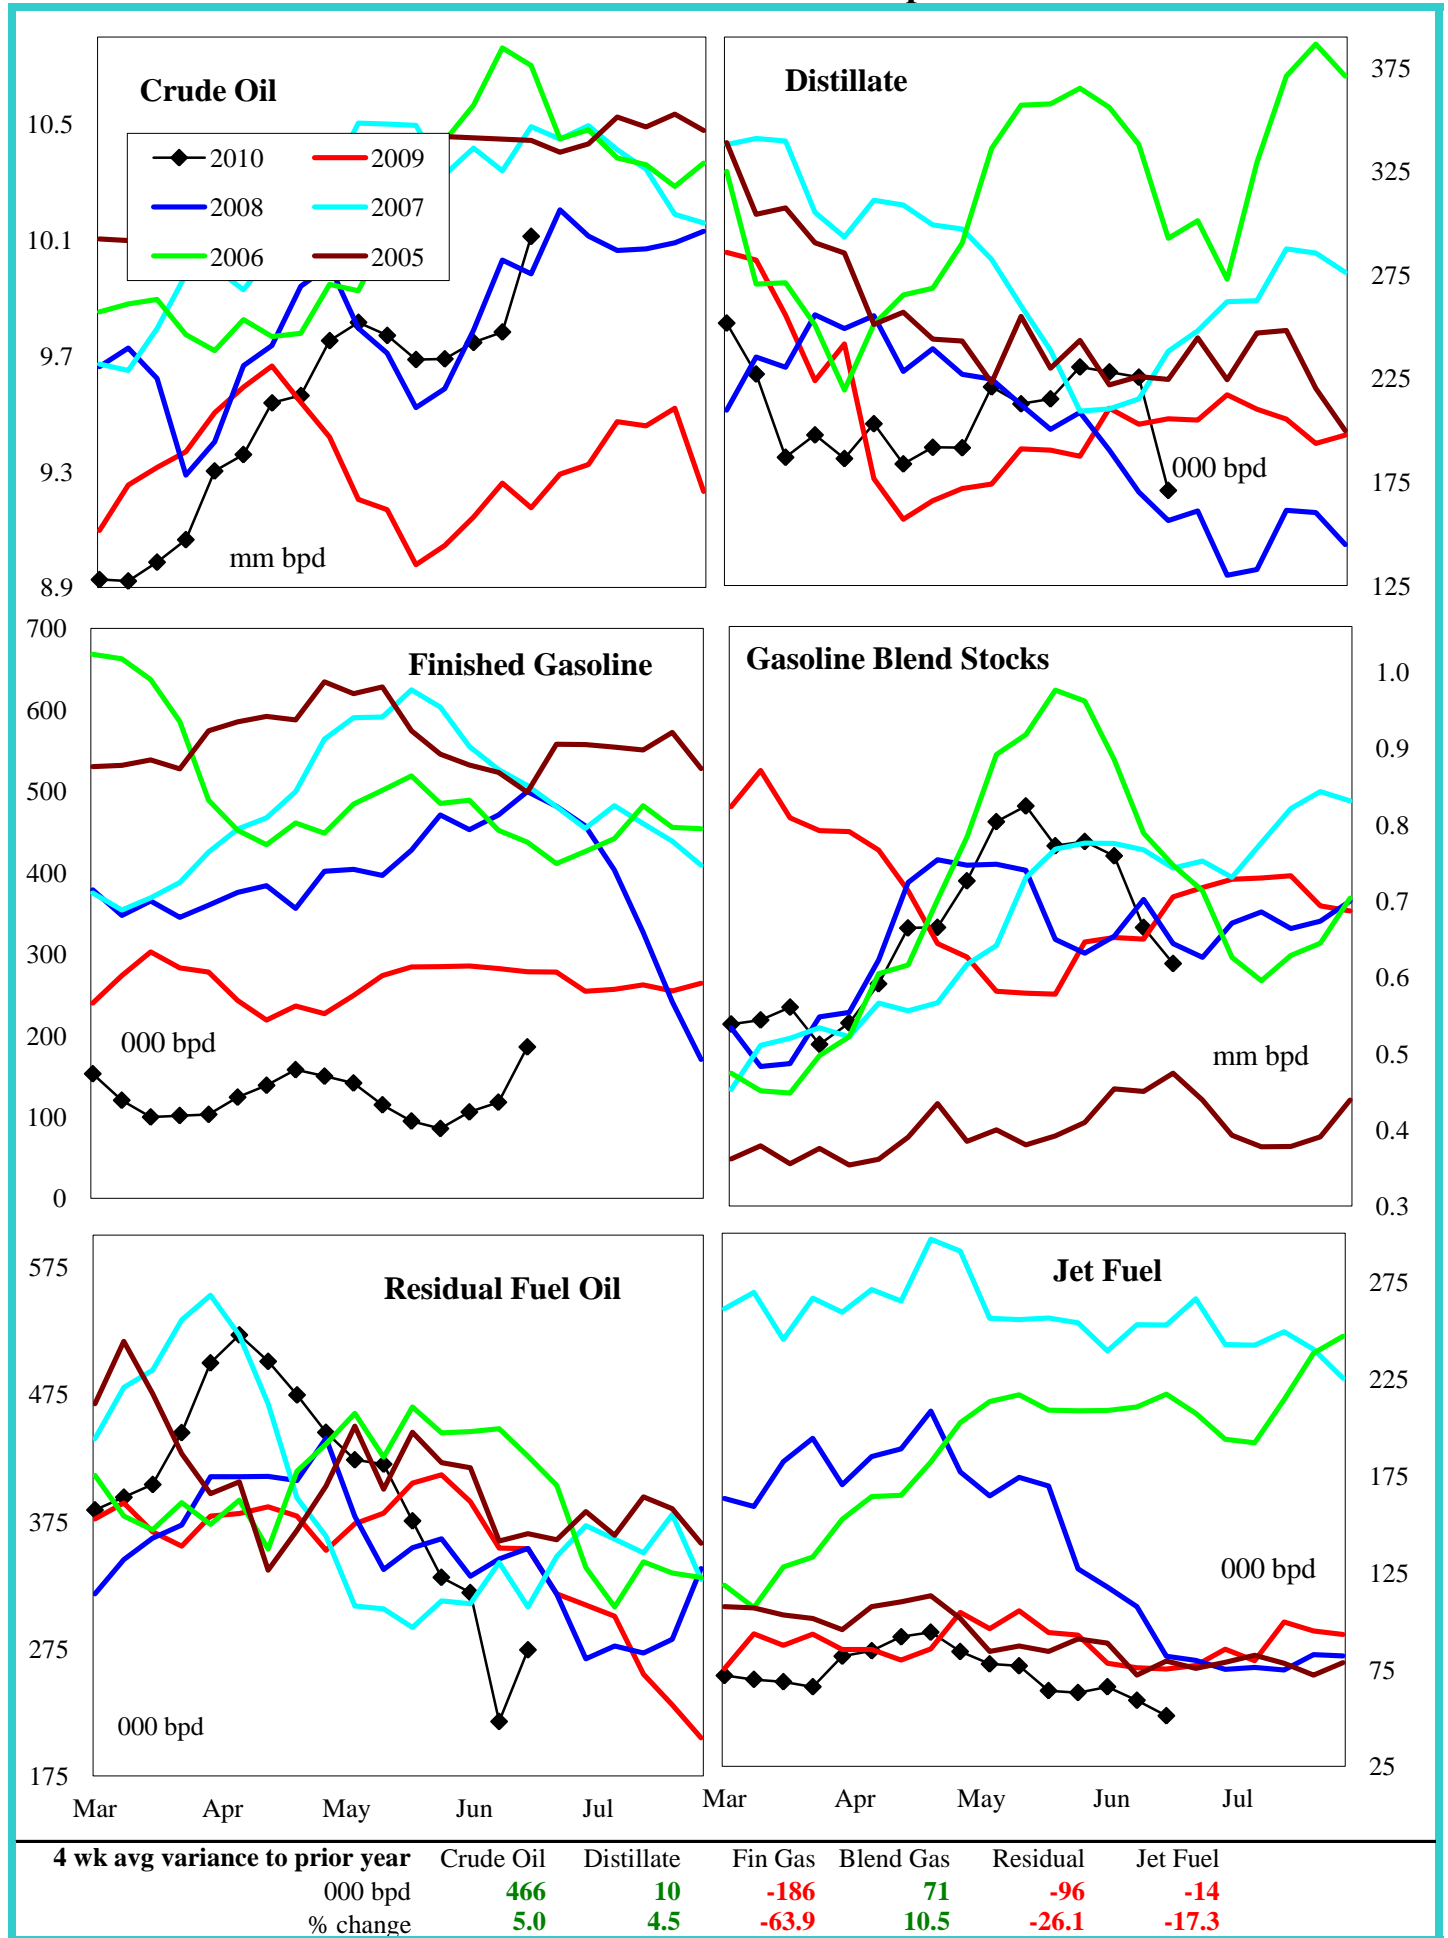 Crude Oil
10.5
10.1
9.7
9.3
8.9
2010 2009
2008 2007
2006 2005
mm bpd
Distillate
375
325
275
225
175
125
000 bpd
Finished Gasoline
700
600
500
400
300
200
100
0
000 bpd
Gasoline Blend Stocks
1.0
0.9
0.8
0.7
0.6
0.5
0.4
0.3
mm bpd
Residual Fuel Oil
575
475
375
275
175
000 bpd
Mar Apr May Jun Jul
Jet Fuel
275
225
175
125
75
25
000 bpd
Mar Apr May Jun Jul
4 wk avg variance to prior year Crude Oil Distillate Fin Gas Blend Gas Residual Jet Fuel
000 bpd 466 10 -186 71 -96 -14
% change 5.0 4.5 -63.9 10.5 -26.1 -17.3